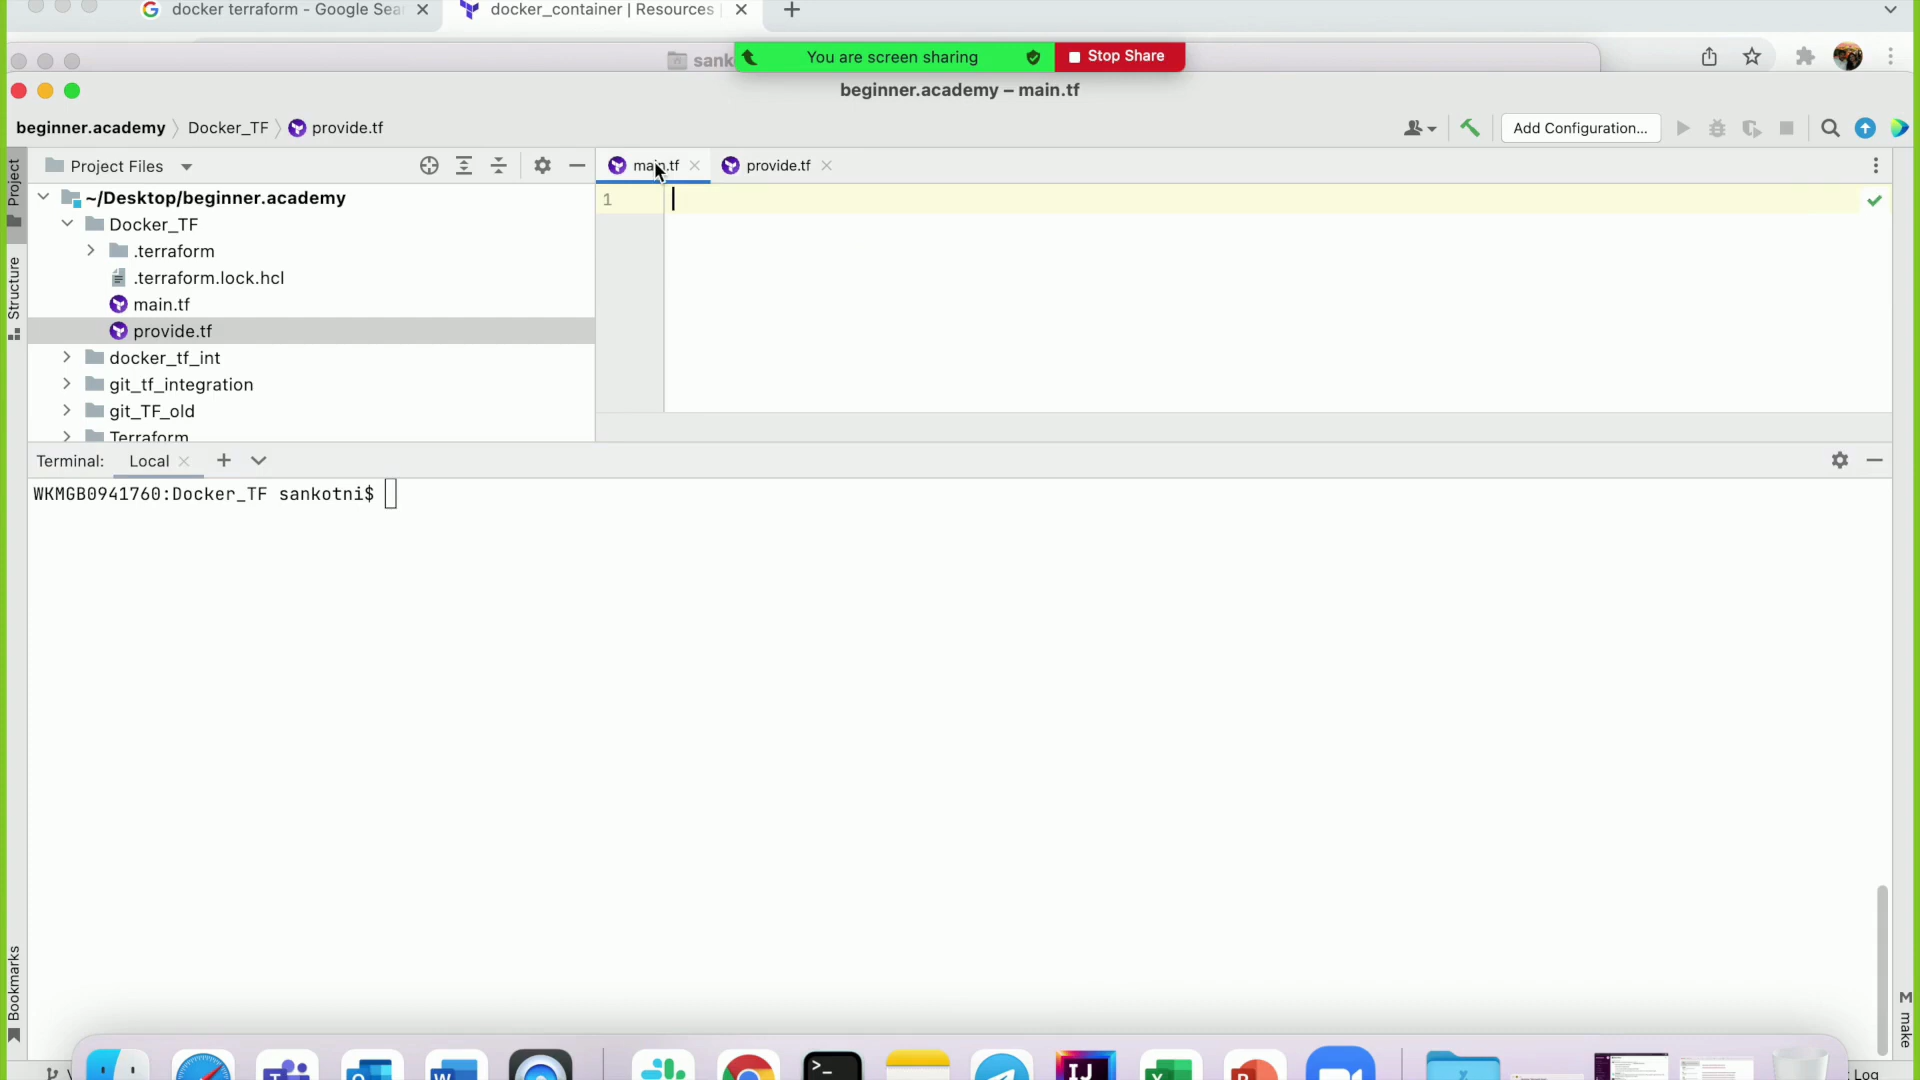 docker terraform - Google Sea
docker_container | Resources
sank
You are screen sharing
Stop Share
beginner.academy – main.tf
beginner.academy
Docker_TF
provide.tf
Add Configuration...
Project
Project Files
main.tf
provide.tf
~/Desktop/beginner.academy
1
Docker_TF
.terraform
.terraform.lock.hcl
Structure
main.tf
provide.tf
docker_tf_int
git_tf_integration
git_TF_old
Terraform
Terminal:
Local
WKMGB0941760:Docker_TF sankotni$
Bookmarks
M
make
Log